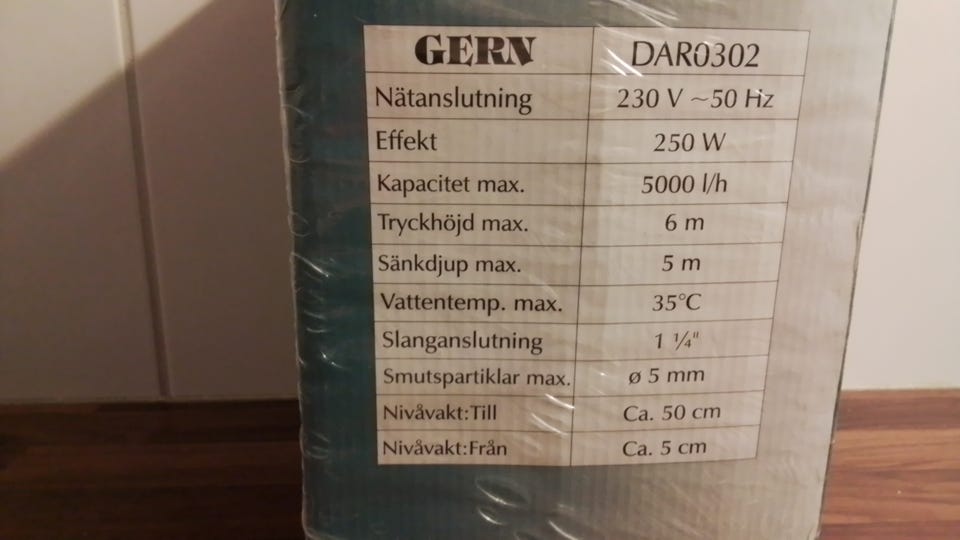 GERN DAR0302
Nätanslutning 230 V ~50 Hz
Effekt 250 W
Kapacitet max. 5000 l/h
Tryckhöjd max. 6 m
Sänkdjup max. 5 m
Vattentemp. max. 35°C
Slanganslutning 1 ¼"
Smutspartiklar max. ø 5 mm
Nivåvakt:Till Ca. 50 cm
Nivåvakt:Från Ca. 5 cm